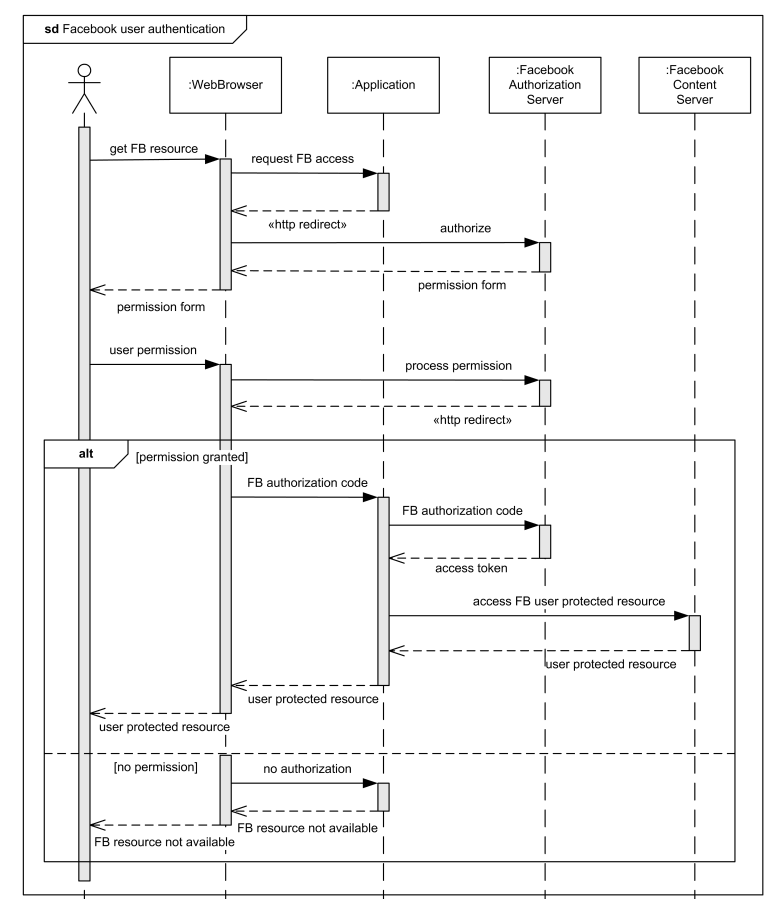 sd Facebook user authentication
:WebBrowser
:Application
:Facebook
Authorization
Server
:Facebook
Content
Server
get FB resource
request FB access
«http redirect»
authorize
permission form
permission form
user permission
process permission
«http redirect»
alt
[permission granted]
FB authorization code
FB authorization code
access token
access FB user protected resource
user protected resource
user protected resource
user protected resource
[no permission]
no authorization
FB resource not available
FB resource not available